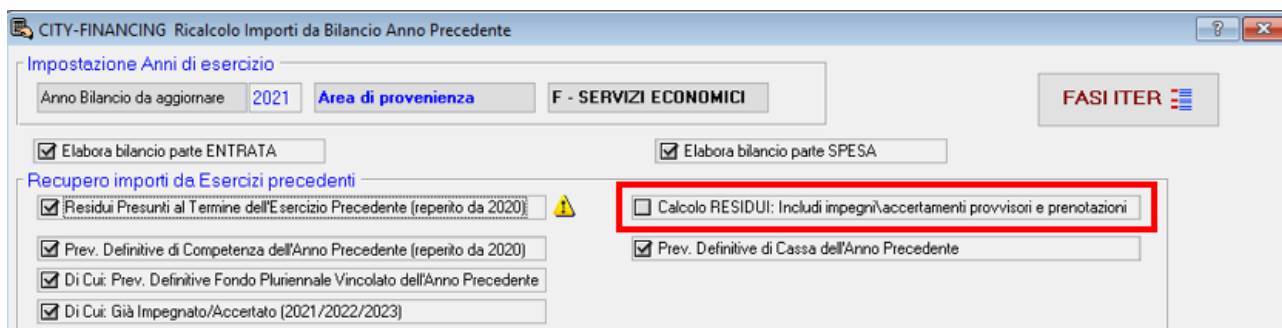 CITY-FINANCING Ricalcolo Importi da Bilancio Anno Precedente
Impostazione Anni di esercizio
Anno Bilancio da aggiornare 2021 Area di provenienza F - SERVIZI ECONOMICI
FASI ITER
Elabora bilancio parte ENTRATA Elabora bilancio parte SPESA
Recupero importi da Esercizi precedenti
Residui Presunti al Termine dell'Esercizio Precedente (reperito da 2020) Calcolo RESIDUI: Includi impegni\accertamenti provvisori e prenotazioni
Prev. Definitive di Competenza dell'Anno Precedente (reperito da 2020) Prev. Definitive di Cassa dell'Anno Precedente
Di Cui: Prev. Definitive Fondo Pluriennale Vincolato dell'Anno Precedente
Di Cui: Già Impegnato/Accertato (2021/2022/2023)